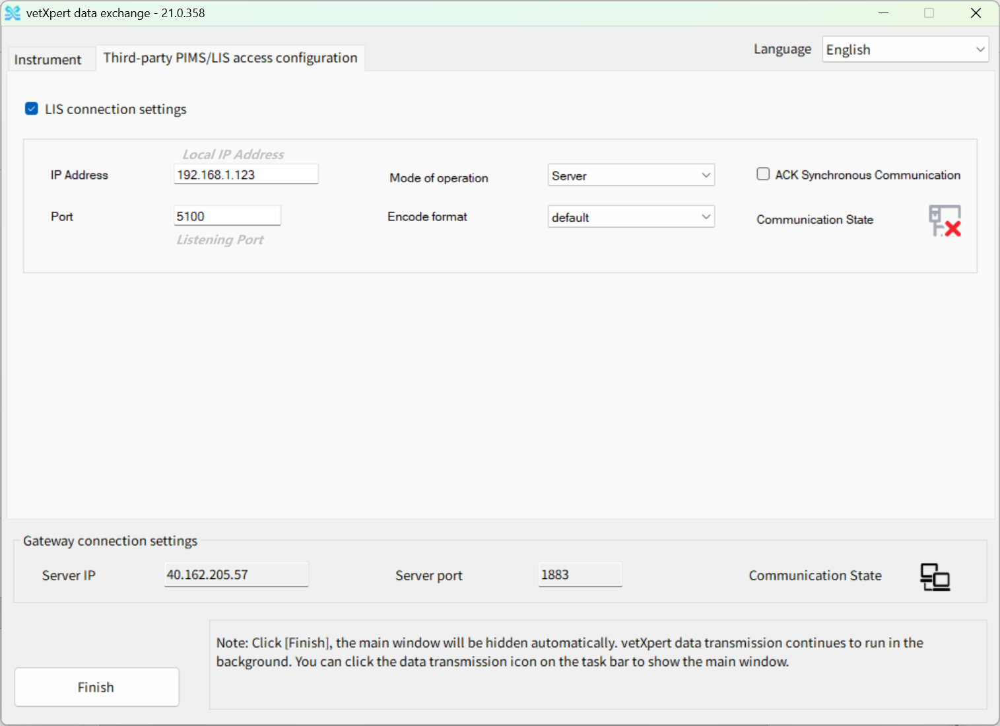 vetXpert data exchange - 21.0.358
Instrument
Third-party PIMS/LIS access configuration
Language
English
LIS connection settings
Local IP Address
IP Address
192.168.1.123
Mode of operation
Server
ACK Synchronous Communication
Port
5100
Encode format
default
Communication State
Listening Port
Gateway connection settings
Server IP
40.162.205.57
Server port
1883
Communication State
Note: Click [Finish], the main window will be hidden automatically. vetXpert data transmission continues to run in the
background. You can click the data transmission icon on the task bar to show the main window.
Finish